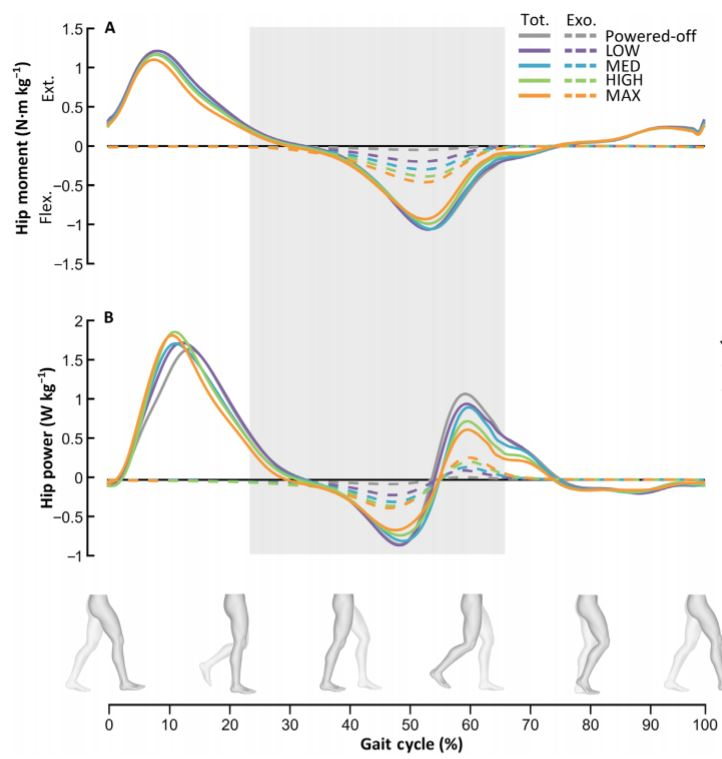 A
Tot. Exo.
Powered-off
LOW
MED
HIGH
MAX
1.5
1
0.5
0
−0.5
−1
−1.5
Hip moment (N·m kg⁻¹)
Flex. Ext.
B
2
1.5
1
0.5
0
−0.5
−1
Hip power (W kg⁻¹)
0 10 20 30 40 50 60 70 80 90 100
Gait cycle (%)